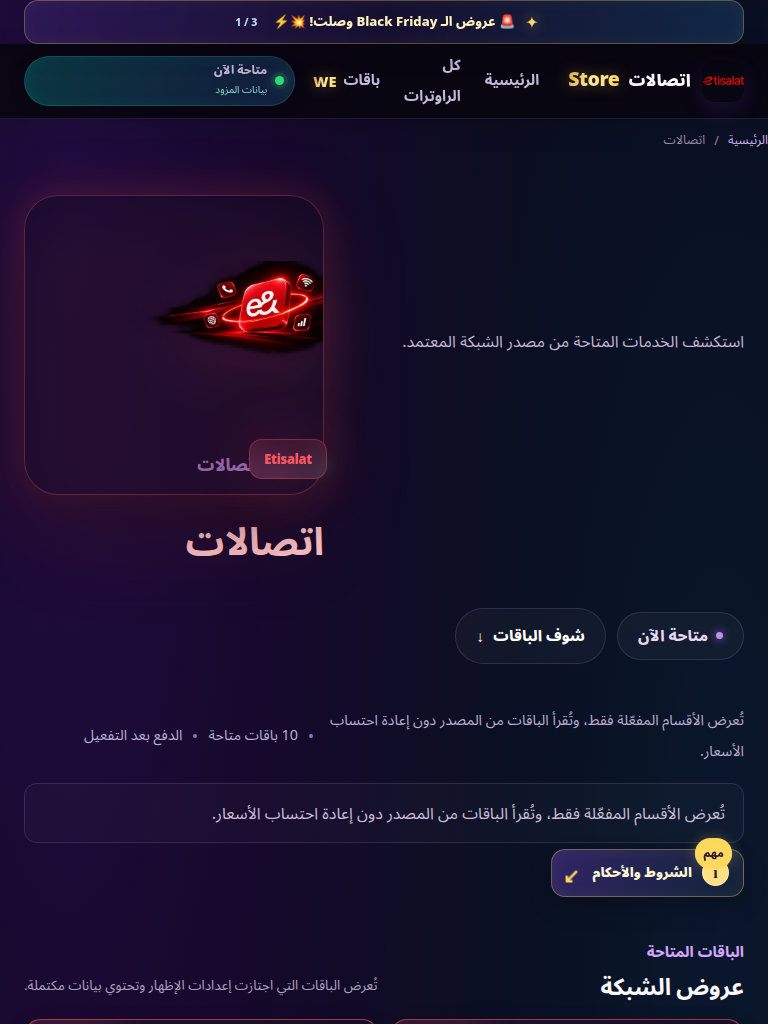 ✦ 🚨 عروض الـ Black Friday وصلت! 💥⚡ 1 / 3
etisalat
اتصالات Store
الرئيسية
كل الراوترات
باقات WE
متاحة الآن
بيانات المزود
الرئيسية / اتصالات
استكشف الخدمات المتاحة من مصدر الشبكة المعتمد.
e&
Etisalat
اتصالات
متاحة الآن
شوف الباقات ↓
تُعرض الأقسام المفعّلة فقط، وتُقرأ الباقات من المصدر دون إعادة احتساب
الأسعار.
• 10 باقات متاحة • الدفع بعد التفعيل
تُعرض الأقسام المفعّلة فقط، وتُقرأ الباقات من المصدر دون إعادة احتساب الأسعار.
مهم
i الشروط والأحكام ↙
الباقات المتاحة
عروض الشبكة
تُعرض الباقات التي اجتازت إعدادات الإظهار وتحتوي بيانات مكتملة.